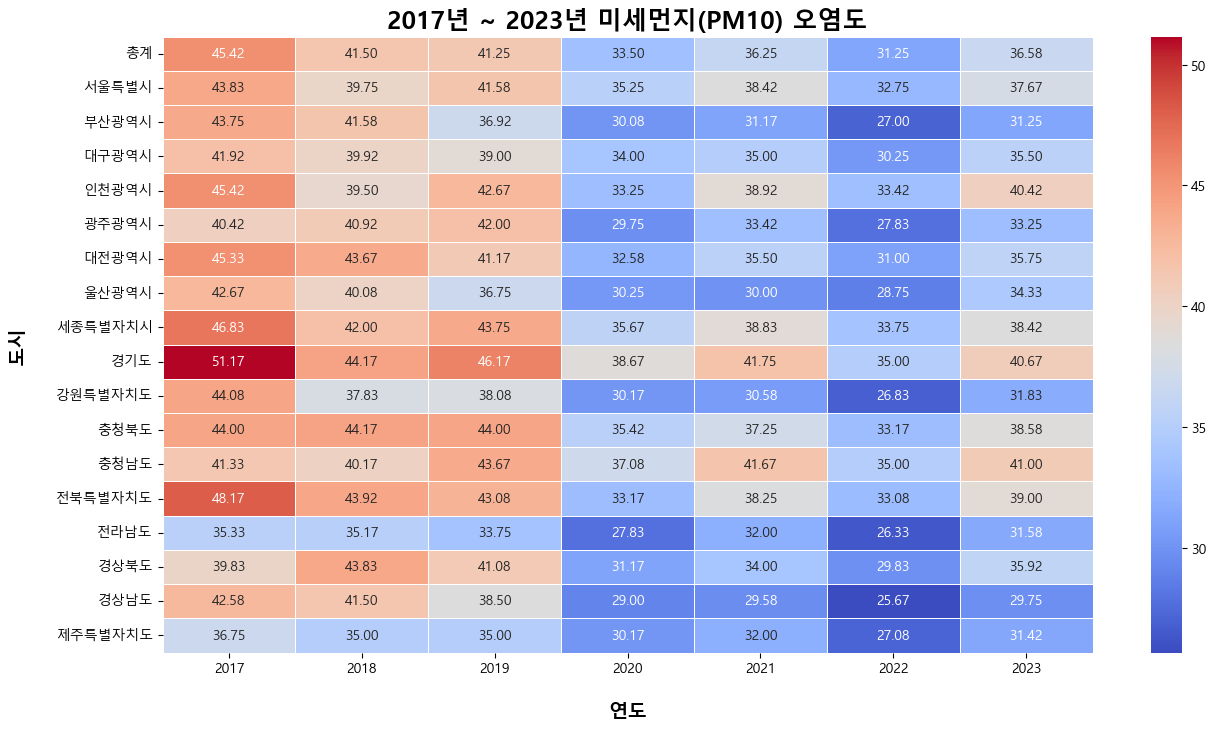 2017년 ~ 2023년 미세먼지(PM10) 오염도
총계 45.42 41.50 41.25 33.50 36.25 31.25 36.58
서울특별시 43.83 39.75 41.58 35.25 38.42 32.75 37.67
부산광역시 43.75 41.58 36.92 30.08 31.17 27.00 31.25
대구광역시 41.92 39.92 39.00 34.00 35.00 30.25 35.50
인천광역시 45.42 39.50 42.67 33.25 38.92 33.42 40.42
광주광역시 40.42 40.92 42.00 29.75 33.42 27.83 33.25
대전광역시 45.33 43.67 41.17 32.58 35.50 31.00 35.75
울산광역시 42.67 40.08 36.75 30.25 30.00 28.75 34.33
세종특별자치시 46.83 42.00 43.75 35.67 38.83 33.75 38.42
경기도 51.17 44.17 46.17 38.67 41.75 35.00 40.67
강원특별자치도 44.08 37.83 38.08 30.17 30.58 26.83 31.83
충청북도 44.00 44.17 44.00 35.42 37.25 33.17 38.58
충청남도 41.33 40.17 43.67 37.08 41.67 35.00 41.00
전북특별자치도 48.17 43.92 43.08 33.17 38.25 33.08 39.00
전라남도 35.33 35.17 33.75 27.83 32.00 26.33 31.58
경상북도 39.83 43.83 41.08 31.17 34.00 29.83 35.92
경상남도 42.58 41.50 38.50 29.00 29.58 25.67 29.75
제주특별자치도 36.75 35.00 35.00 30.17 32.00 27.08 31.42
2017 2018 2019 2020 2021 2022 2023
연도
도시
50
45
40
35
30